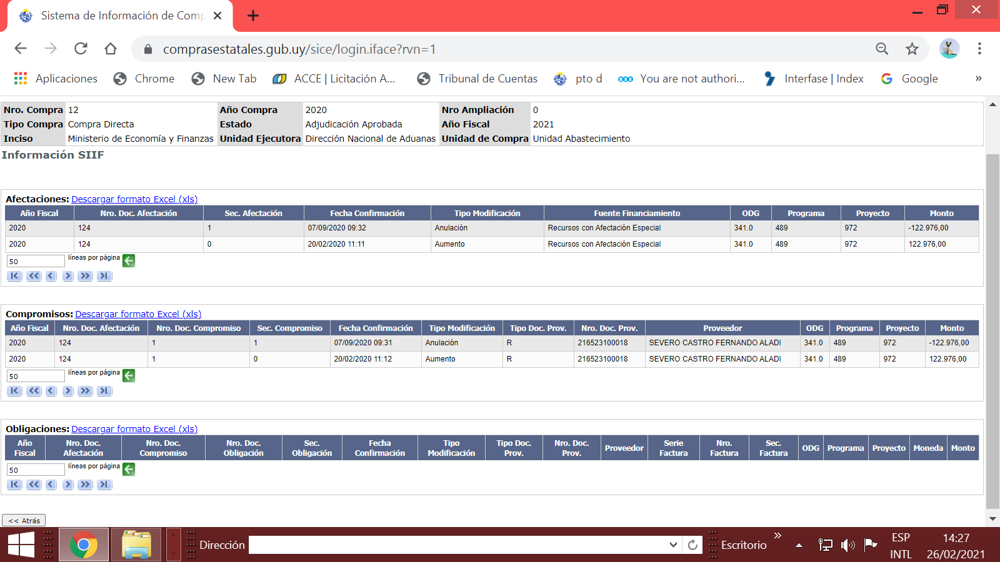 Sistema de Información de Comp
comprasestatales.gub.uy/sice/login.iface?rvn=1
Aplicaciones Chrome New Tab ACCE | Licitación A... Tribunal de Cuentas pto d You are not authori... Interfase | Index Google »
Nro. Compra 12 Año Compra 2020 Nro Ampliación 0
Tipo Compra Compra Directa Estado Adjudicación Aprobada Año Fiscal 2021
Inciso Ministerio de Economía y Finanzas Unidad Ejecutora Dirección Nacional de Aduanas Unidad de Compra Unidad Abastecimiento
Información SIIF
Afectaciones: Descargar formato Excel (xls)
Año Fiscal Nro. Doc. Afectación Sec. Afectación Fecha Confirmación Tipo Modificación Fuente Financiamiento ODG Programa Proyecto Monto
2020 124 1 07/09/2020 09:32 Anulación Recursos con Afectación Especial 341.0 489 972 -122.976,00
2020 124 0 20/02/2020 11:11 Aumento Recursos con Afectación Especial 341.0 489 972 122.976,00
50 líneas por página
Compromisos: Descargar formato Excel (xls)
Año Fiscal Nro. Doc. Afectación Nro. Doc. Compromiso Sec. Compromiso Fecha Confirmación Tipo Modificación Tipo Doc. Prov. Nro. Doc. Prov. Proveedor ODG Programa Proyecto Monto
2020 124 1 1 07/09/2020 09:31 Anulación R 216523100018 SEVERO CASTRO FERNANDO ALADI 341.0 489 972 -122.976,00
2020 124 1 0 20/02/2020 11:12 Aumento R 216523100018 SEVERO CASTRO FERNANDO ALADI 341.0 489 972 122.976,00
50 líneas por página
Obligaciones: Descargar formato Excel (xls)
Año Fiscal Nro. Doc. Afectación Nro. Doc. Compromiso Nro. Doc. Obligación Sec. Obligación Fecha Confirmación Tipo Modificación Tipo Doc. Prov. Nro. Doc. Prov. Proveedor Serie Factura Nro. Factura Sec. Factura ODG Programa Proyecto Moneda Monto
50 líneas por página
<< Atrás
Dirección Escritorio » ESP 14:27
INTL 26/02/2021